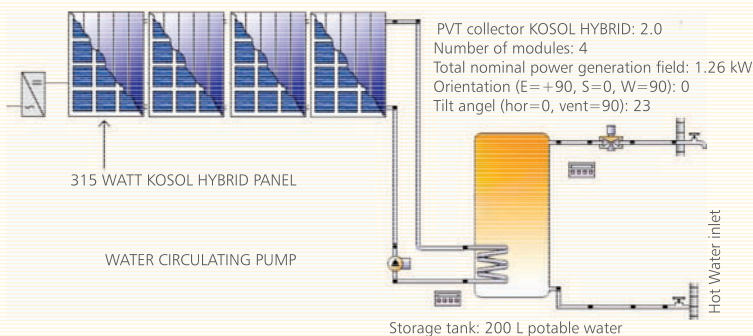 PVT collector KOSOL HYBRID: 2.0
Number of modules: 4
Total nominal power generation field: 1.26 kW
Orientation (E=+90, S=0, W=90): 0
Tilt angel (hor=0, vent=90): 23
315 WATT KOSOL HYBRID PANEL
WATER CIRCULATING PUMP
Hot Water inlet
Storage tank: 200 L potable water